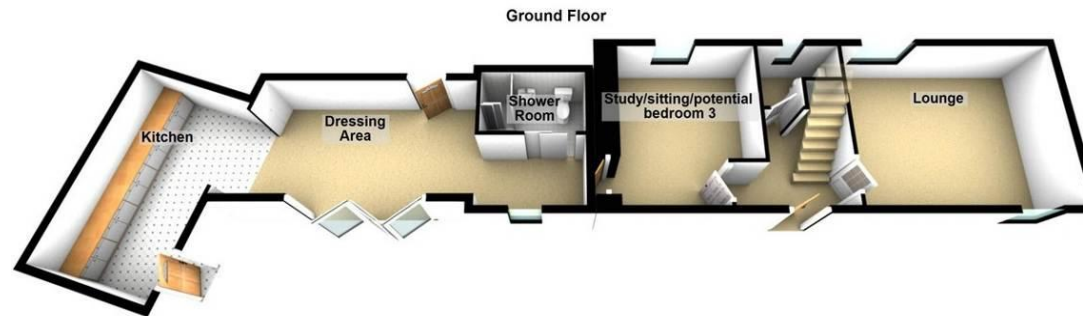 Ground Floor
Kitchen
Dressing
Area
Shower
Room
Study/sitting/potential
bedroom 3
Lounge